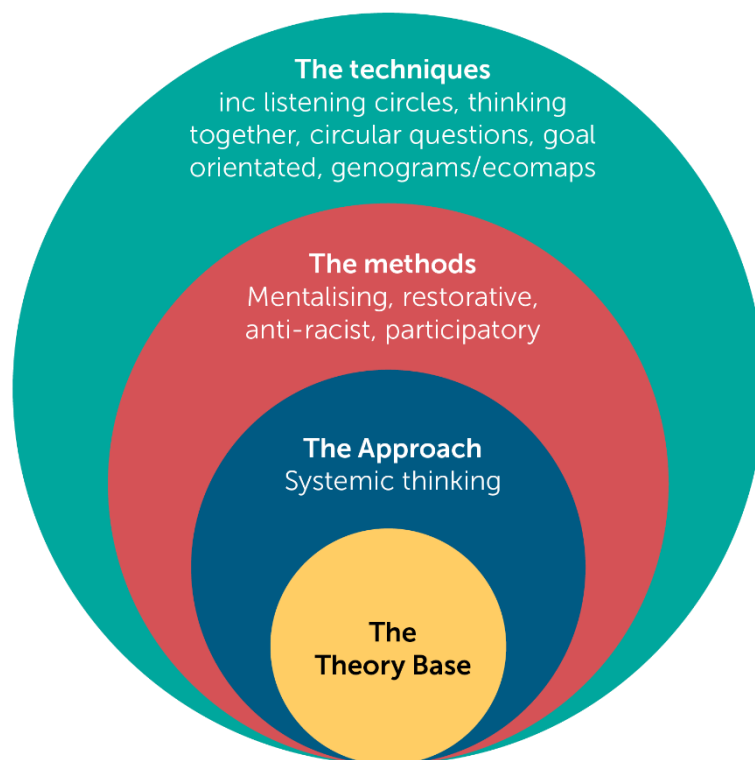 The techniques
inc listening circles, thinking
together, circular questions, goal
orientated, genograms/ecomaps
The methods
Mentalising, restorative,
anti-racist, participatory
The Approach
Systemic thinking
The
Theory Base